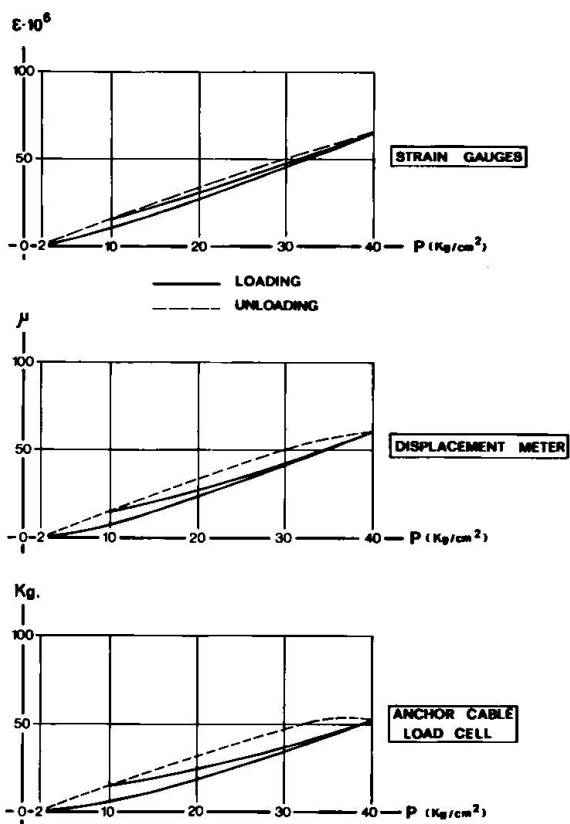 ε·10⁶
100
50
STRAIN GAUGES
-0-2 10 20 30 40 P (Kg/cm²)
LOADING
UNLOADING
μ
100
50
DISPLACEMENT METER
-0-2 10 20 30 40 P (Kg/cm²)
Kg.
100
50
ANCHOR CABLE
LOAD CELL
-0-2 10 20 30 40 P (Kg/cm²)